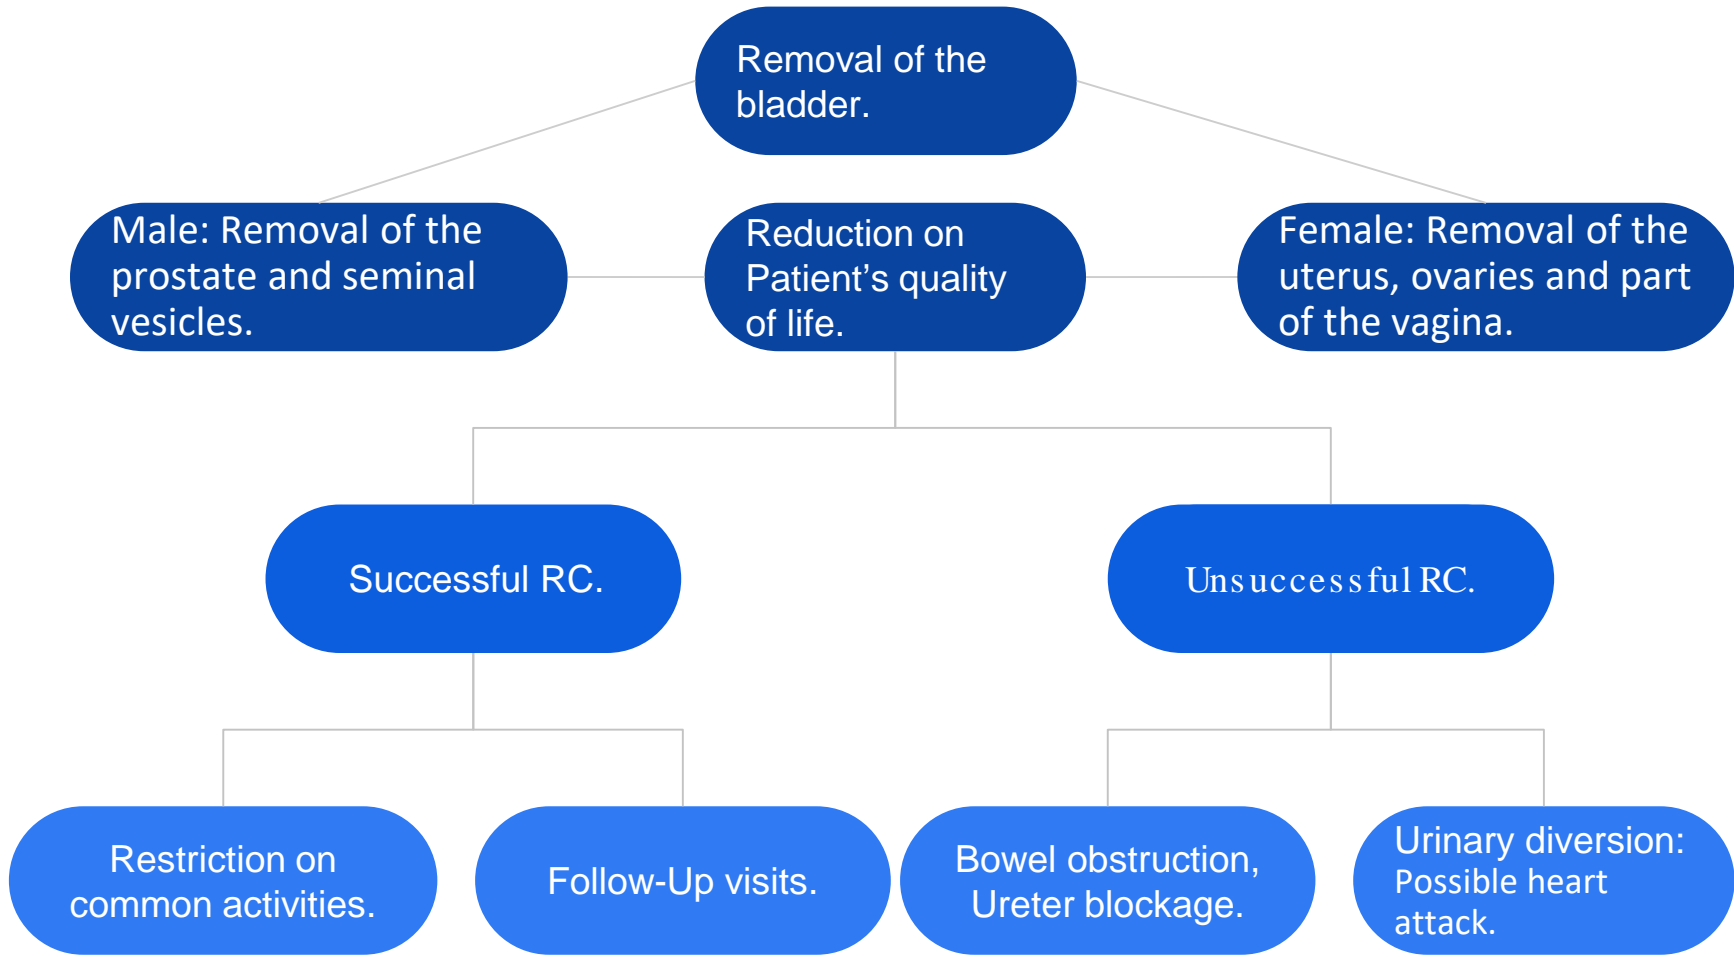 Removal of the
bladder.
Male: Removal of the
prostate and seminal
vesicles.
Reduction on
Patient’s quality
of life.
Female: Removal of the
uterus, ovaries and part
of the vagina.
Successful RC.
Unsuccessful RC.
Restriction on
common activities.
Follow-Up visits.
Bowel obstruction,
Ureter blockage.
Urinary diversion:
Possible heart
attack.